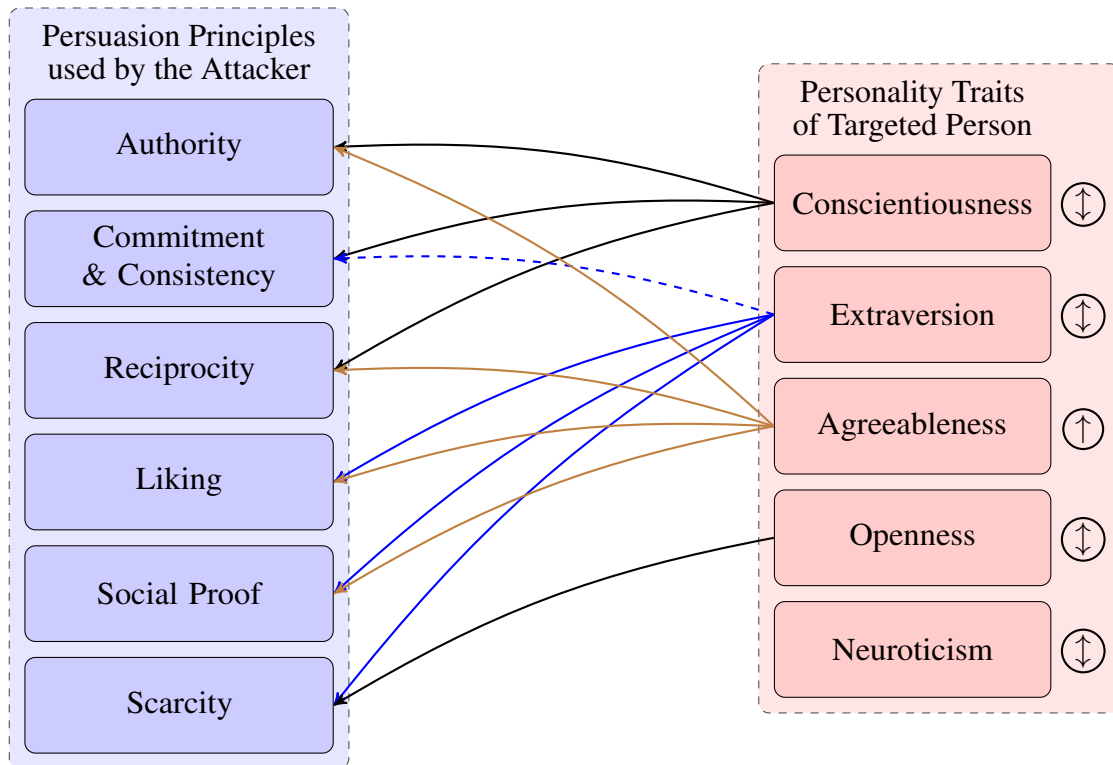 Persuasion Principles
used by the Attacker
Authority
Commitment
& Consistency
Reciprocity
Liking
Social Proof
Scarcity
Personality Traits
of Targeted Person
Conscientiousness
Extraversion
Agreeableness
Openness
Neuroticism